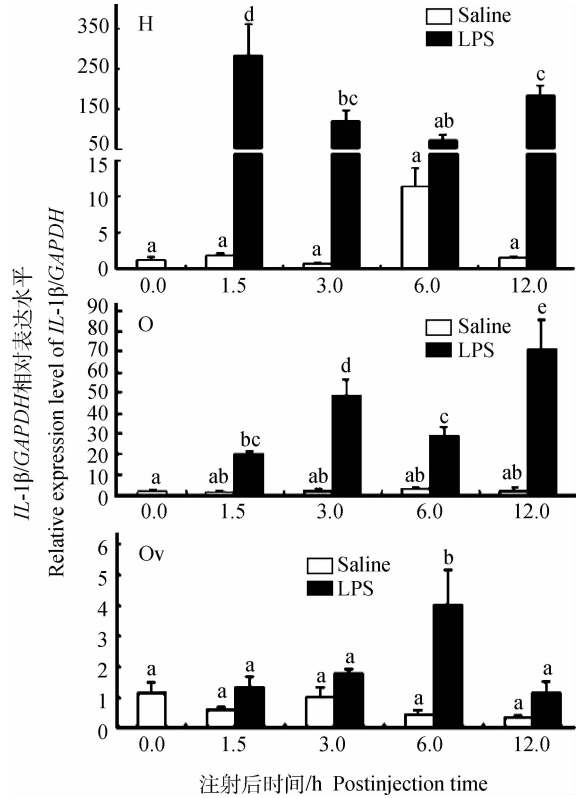 IL-1β/GAPDH相对表达水平
Relative expression level of IL-1β/GAPDH
H
Saline
LPS
350
250
150
50
15
10
5
0
a
a
d
a
bc
a
ab
a
c
0.0
1.5
3.0
6.0
12.0
O
Saline
LPS
90
80
70
60
50
40
30
20
10
0
a
ab
bc
ab
d
ab
c
ab
e
0.0
1.5
3.0
6.0
12.0
Ov
Saline
LPS
6
5
4
3
2
1
0
a
a
a
a
a
a
b
a
a
0.0
1.5
3.0
6.0
12.0
注射后时间/h Postinjection time